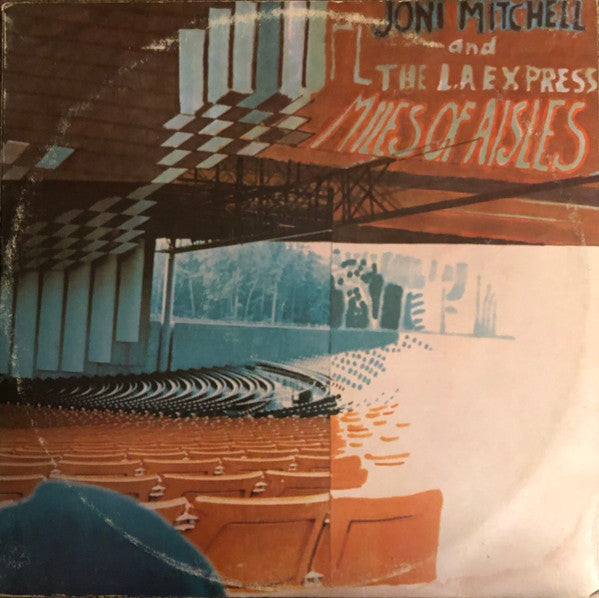 JONI MITCHELL
and
THE L.A EXPRESS
MILES OF AISLES